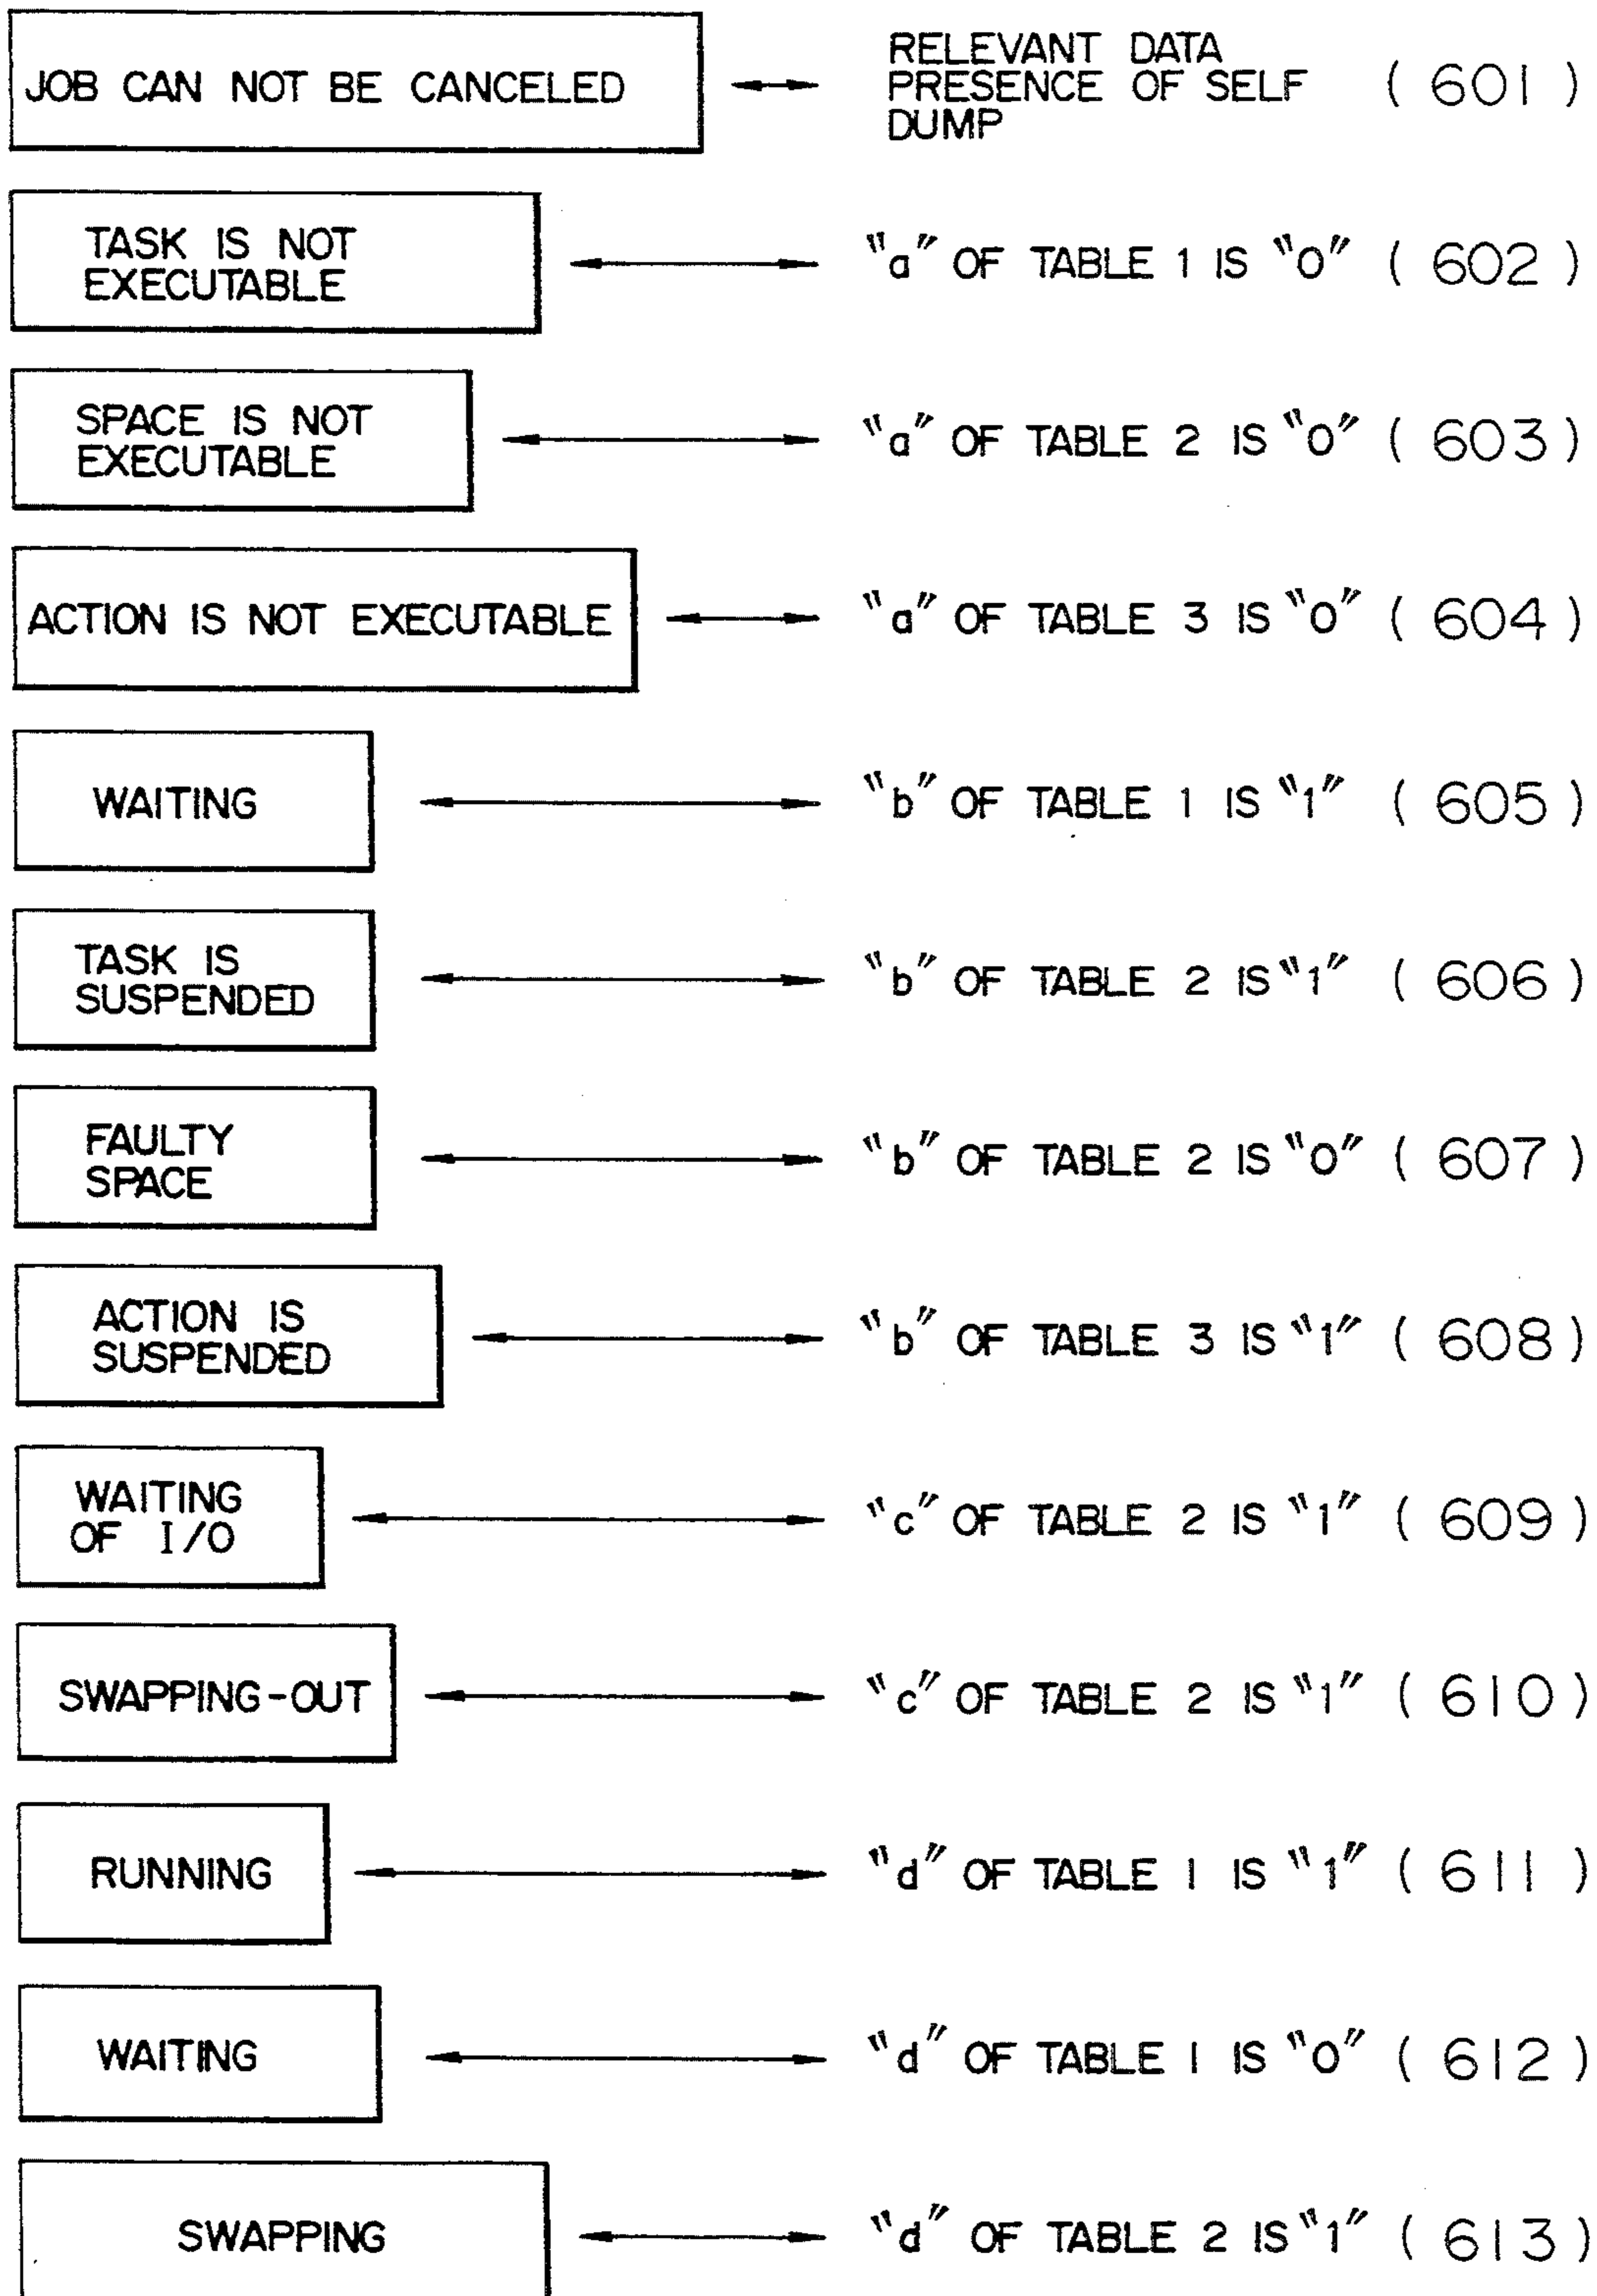 JOB CAN NOT BE CANCELED
RELEVANT DATA
PRESENCE OF SELF
DUMP
( 601 )
TASK IS NOT
EXECUTABLE
"a" OF TABLE 1 IS "0" ( 602 )
SPACE IS NOT
EXECUTABLE
"a" OF TABLE 2 IS "0" ( 603 )
ACTION IS NOT EXECUTABLE
"a" OF TABLE 3 IS "0" ( 604 )
WAITING
"b" OF TABLE 1 IS "1" ( 605 )
TASK IS
SUSPENDED
"b" OF TABLE 2 IS "1" ( 606 )
FAULTY
SPACE
"b" OF TABLE 2 IS "0" ( 607 )
ACTION IS
SUSPENDED
"b" OF TABLE 3 IS "1" ( 608 )
WAITING
OF I/O
"c" OF TABLE 2 IS "1" ( 609 )
SWAPPING-OUT
"c" OF TABLE 2 IS "1" ( 610 )
RUNNING
"d" OF TABLE 1 IS "1" ( 611 )
WAITING
"d" OF TABLE 1 IS "0" ( 612 )
SWAPPING
"d" OF TABLE 2 IS "1" ( 613 )